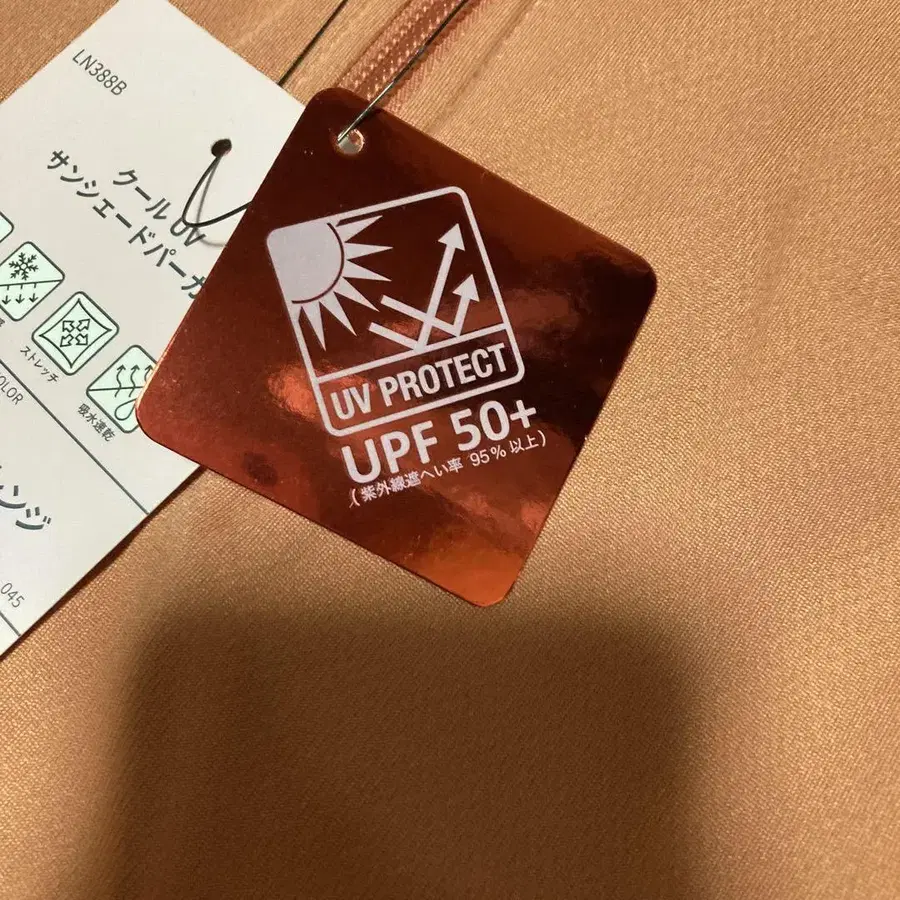 LN388B
クール UV
サンシェードパーカ
ストレッチ
吸水速乾
OLOR
ンジ
045
UV PROTECT
UPF 50+
(紫外線遮へい率 95%以上)